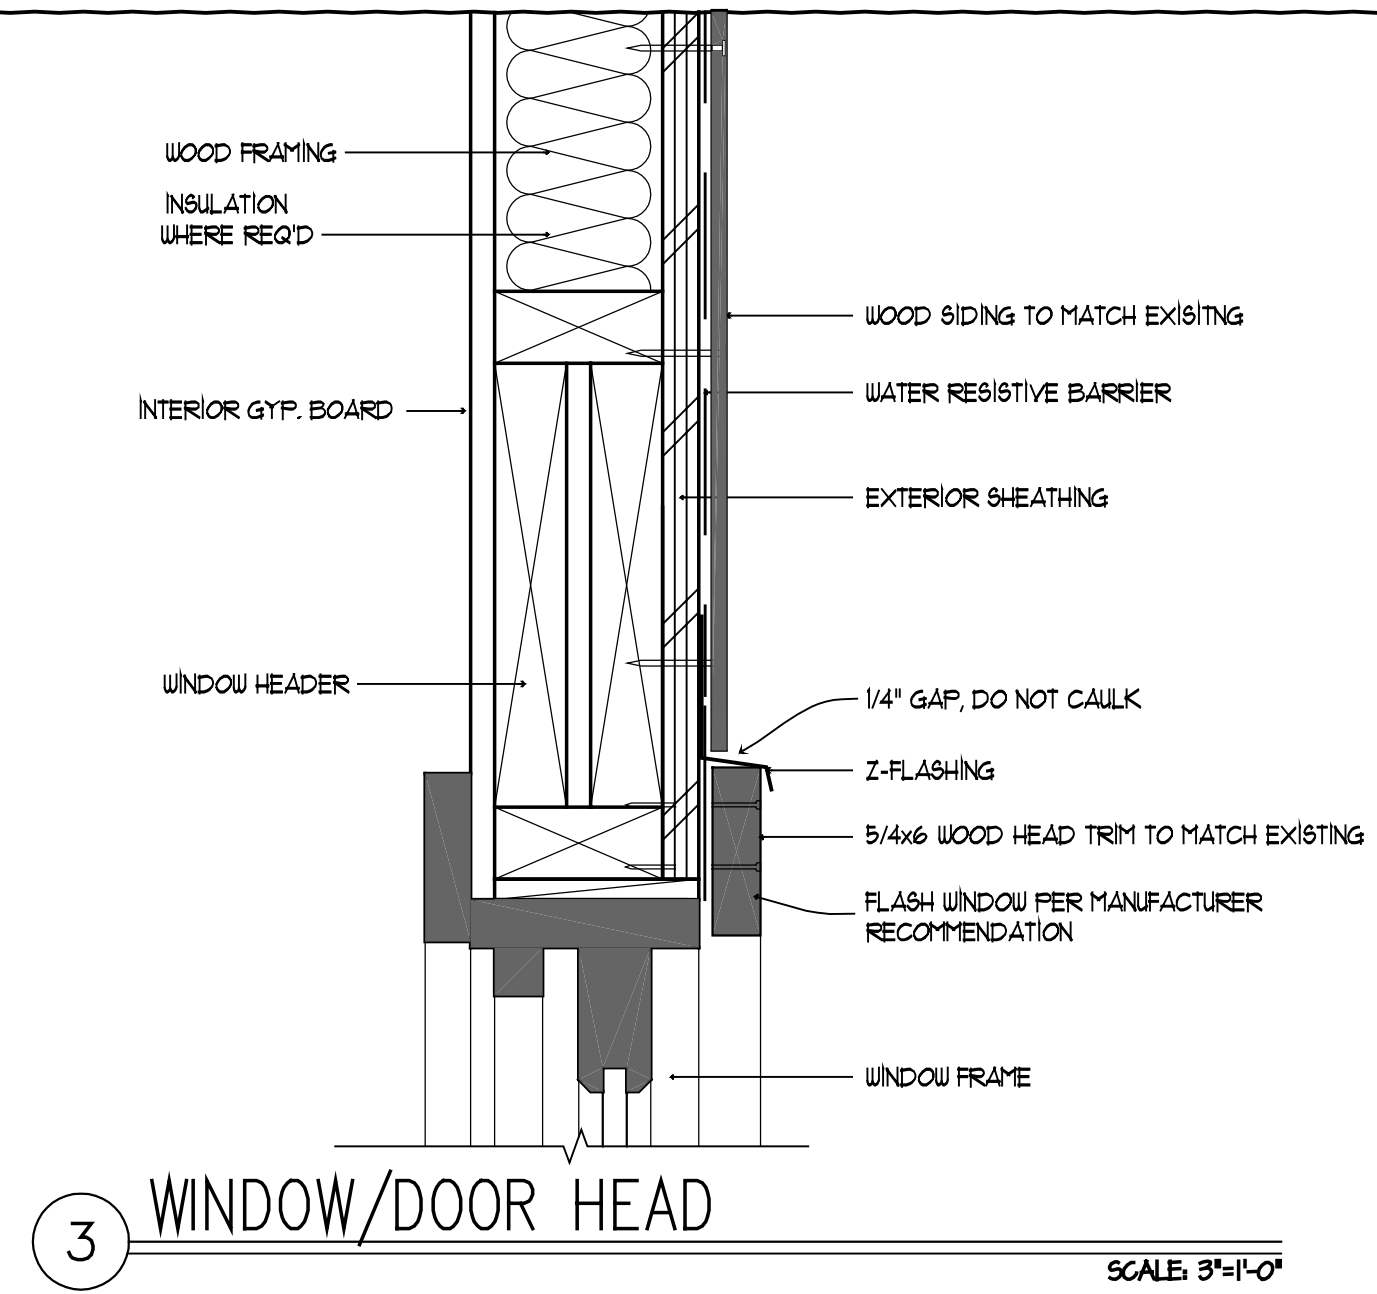 WOOD FRAMING
INSULATION
WHERE REQ'D
WOOD SIDING TO MATCH EXISITNG
WATER RESISTIVE BARRIER
INTERIOR GYP. BOARD
EXTERIOR SHEATHING
WINDOW HEADER
1/4" GAP, DO NOT CAULK
Z-FLASHING
5/4x6 WOOD HEAD TRIM TO MATCH EXISTING
FLASH WINDOW PER MANUFACTURER
RECOMMENDATION
WINDOW FRAME
3 WINDOW/DOOR HEAD
SCALE: 3"=1'-0"